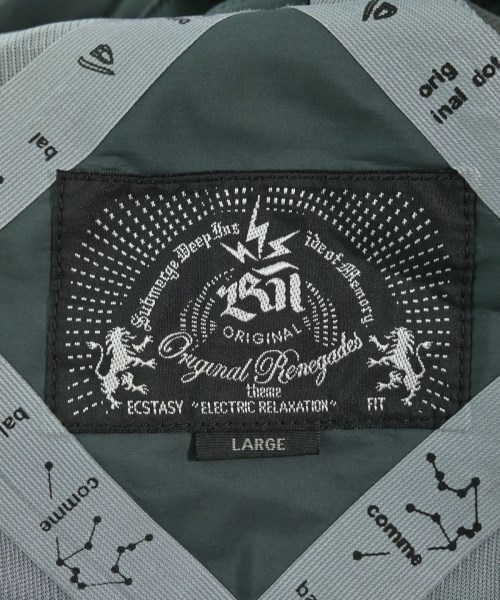 orig
inal dot
bal
Submerge Deep Ins ide of Memory
Bal
ORIGINAL
Original Renegades
theme
ECSTASY "ELECTRIC RELAXATION" FIT
LARGE
bal
comme
comme
ba